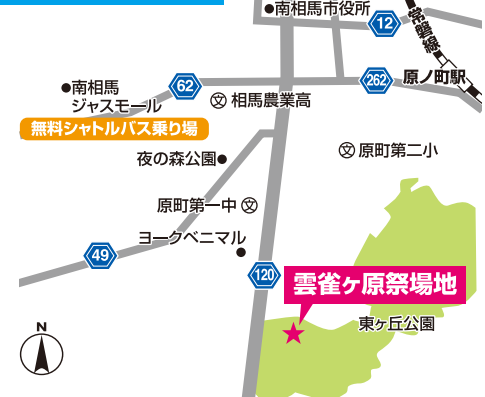 南相馬市役所
12
常磐線
原ノ町駅
262
62
南相馬
ジャスモール
相馬農業高
文
無料シャトルバス乗り場
夜の森公園
文
原町第二小
原町第一中
文
ヨークベニマル
49
120
雲雀ヶ原祭場地
東ヶ丘公園
N